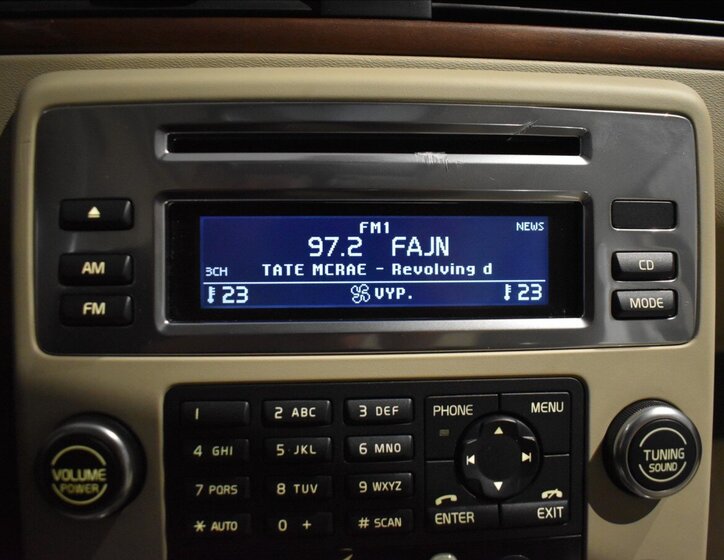 FM1
NEWS
97.2 FAJN
3CH TATE MCRAE - Revolving d
23 VYP. 23
AM
FM
CD
MODE
1 2 ABC 3 DEF
4 GHI 5 JKL 6 MNO
7 PQRS 8 TUV 9 WXYZ
* AUTO 0 + # SCAN
PHONE
MENU
ENTER
EXIT
VOLUME
POWER
TUNING
SOUND